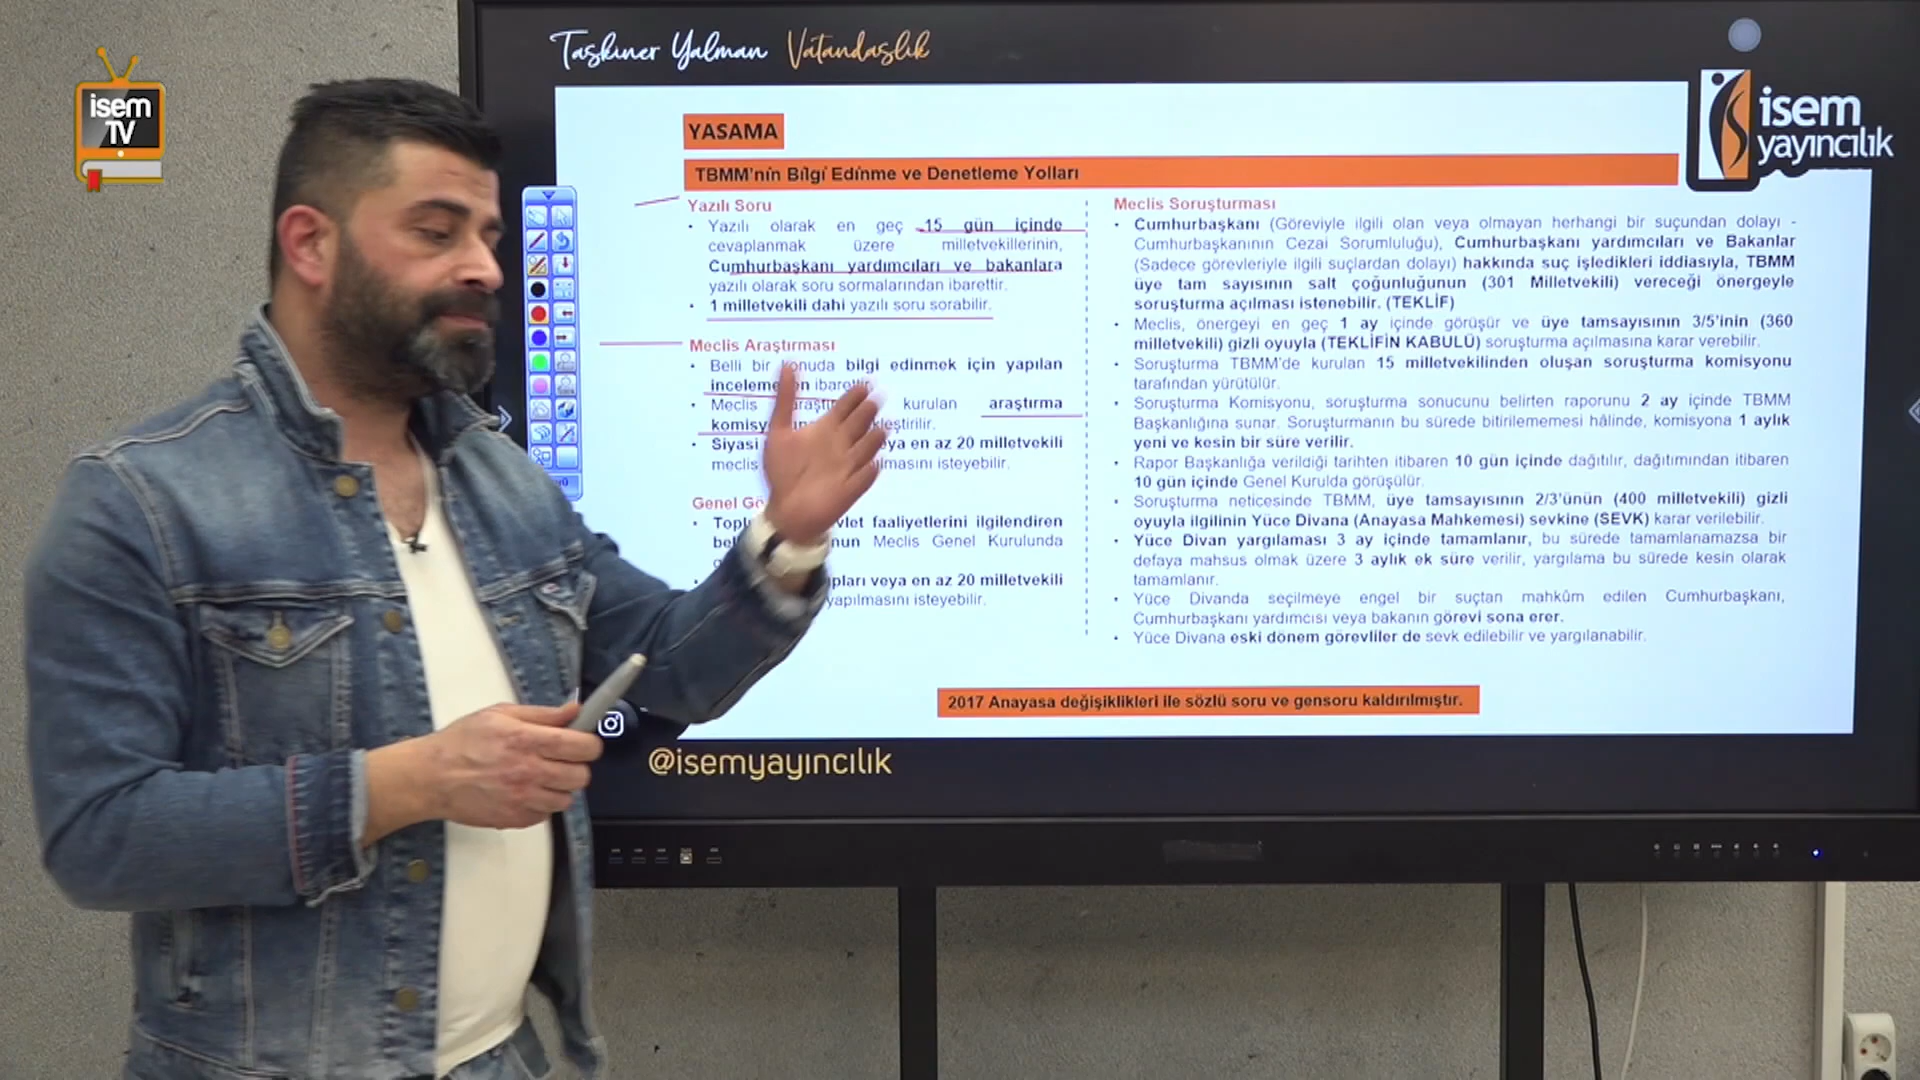 Taşkıner Yalman Vatandaşlık
isem
TV
isem
yayıncılık
YASAMA
TBMM'nin Bilgi Edinme ve Denetleme Yolları
Yazılı Soru
• Yazılı olarak en geç 15 gün içinde
cevaplanmak üzere milletvekillerinin,
Cumhurbaşkanı yardımcıları ve bakanlara
yazılı olarak soru sormalarından ibarettir.
• 1 milletvekili dahi yazılı soru sorabilir.
Meclis Araştırması
• Belli bir konuda bilgi edinmek için yapılan
ibarettir.
• Meclis kurulan araştırma
• Siyasi en az 20 milletvekili
meclis isteyebilir.
Genel
• faaliyetlerini ilgilendiren
Meclis Genel Kurulunda
• veya en az 20 milletvekili
yapılmasını isteyebilir.
Meclis Soruşturması
• Cumhurbaşkanı (Göreviyle ilgili olan veya olmayan herhangi bir suçundan dolayı -
Cumhurbaşkanının Cezai Sorumluluğu), Cumhurbaşkanı yardımcıları ve Bakanlar
(Sadece görevleriyle ilgili suçlardan dolayı) hakkında suç işledikleri iddiasıyla, TBMM
üye tam sayısının salt çoğunluğunun (301 Milletvekili) vereceği önergeyle
soruşturma açılması istenebilir. (TEKLİF)
• Meclis, önergeyi en geç 1 ay içinde görüşür ve üye tamsayısının 3/5'inin (360
milletvekili) gizli oyuyla (TEKLİFİN KABULÜ) soruşturma açılmasına karar verebilir.
• Soruşturma TBMM'de kurulan 15 milletvekilinden oluşan soruşturma komisyonu
tarafından yürütülür.
• Soruşturma Komisyonu, soruşturma sonucunu belirten raporunu 2 ay içinde TBMM
Başkanlığına sunar. Soruşturmanın bu sürede bitirilememesi hâlinde, komisyona 1 aylık
yeni ve kesin bir süre verilir.
• Rapor Başkanlığa verildiği tarihten itibaren 10 gün içinde dağıtılır, dağıtımından itibaren
10 gün içinde Genel Kurulda görüşülür.
• Soruşturma neticesinde TBMM, üye tamsayısının 2/3'ünün (400 milletvekili) gizli
oyuyla ilgilinin Yüce Divana (Anayasa Mahkemesi) sevkine (SEVK) karar verilebilir.
• Yüce Divan yargılaması 3 ay içinde tamamlanır, bu sürede tamamlanamazsa bir
defaya mahsus olmak üzere 3 aylık ek süre verilir, yargılama bu sürede kesin olarak
tamamlanır.
• Yüce Divanda seçilmeye engel bir suçtan mahkûm edilen Cumhurbaşkanı,
Cumhurbaşkanı yardımcısı veya bakanın görevi sona erer.
• Yüce Divana eski dönem görevliler de sevk edilebilir ve yargılanabilir.
2017 Anayasa değişiklikleri ile sözlü soru ve gensoru kaldırılmıştır.
@isemyayıncılık